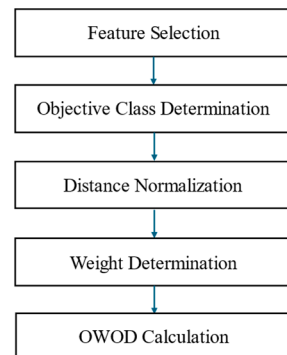 Feature Selection
Objective Class Determination
Distance Normalization
Weight Determination
OWOD Calculation